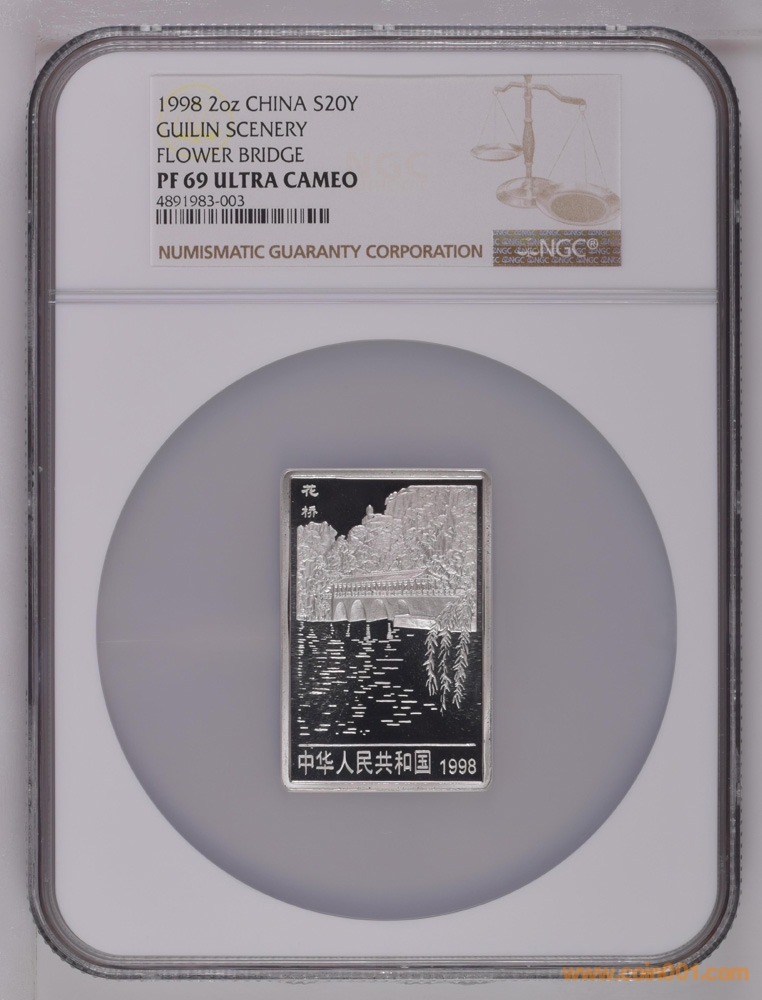 1998 2oz CHINA S20Y
GUILIN SCENERY
FLOWER BRIDGE
PF 69 ULTRA CAMEO
4891983-003
NGC
NUMISMATIC GUARANTY CORPORATION
NGC®
花桥
中华人民共和国 1998
www.coin001.com